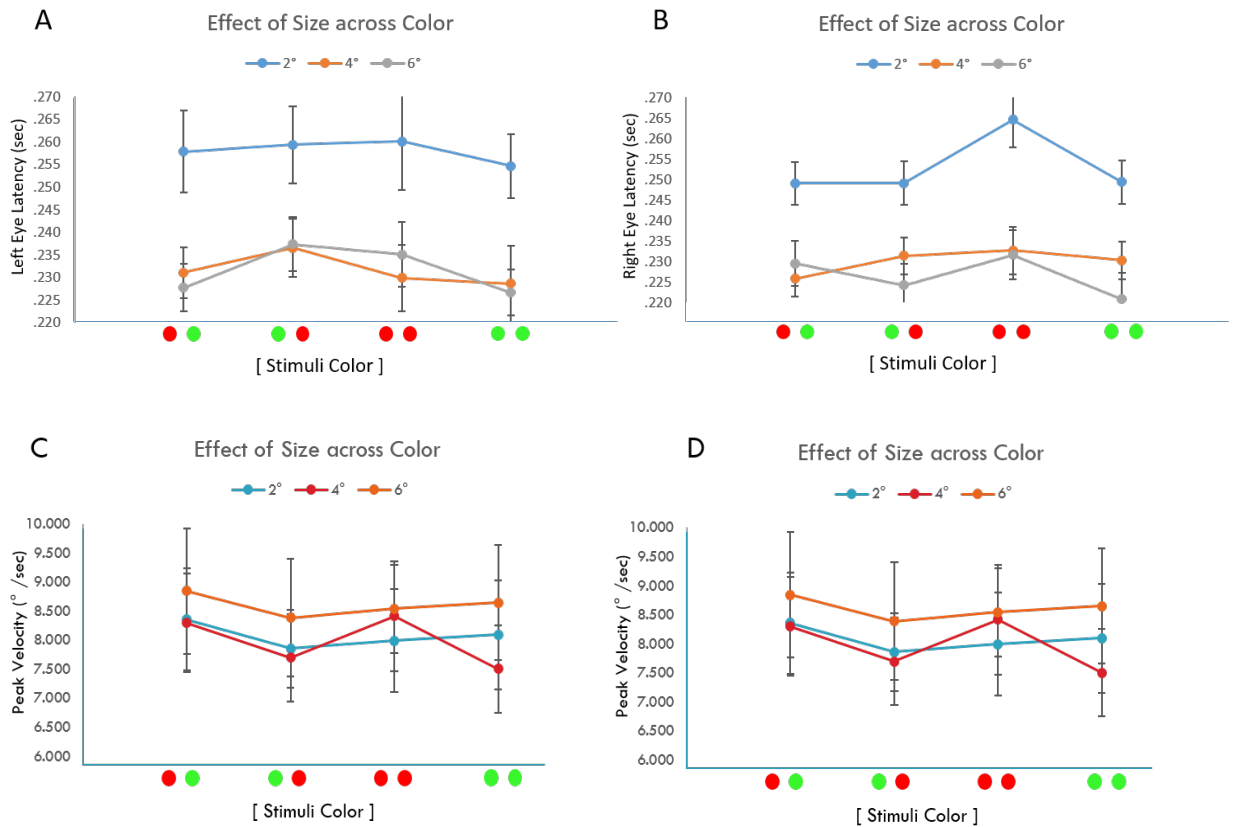 A
Effect of Size across Color
2° 4° 6°
Left Eye Latency (sec)
.270
.265
.260
.255
.250
.245
.240
.235
.230
.225
.220
[ Stimuli Color ]
B
Effect of Size across Color
2° 4° 6°
Right Eye Latency (sec)
.270
.265
.260
.255
.250
.245
.240
.235
.230
.225
.220
[ Stimuli Color ]
C
Effect of Size across Color
2° 4° 6°
Peak Velocity (° /sec)
10.000
9.500
9.000
8.500
8.000
7.500
7.000
6.500
6.000
[ Stimuli Color ]
D
Effect of Size across Color
2° 4° 6°
Peak Velocity (° /sec)
10.000
9.500
9.000
8.500
8.000
7.500
7.000
6.500
6.000
[ Stimuli Color ]